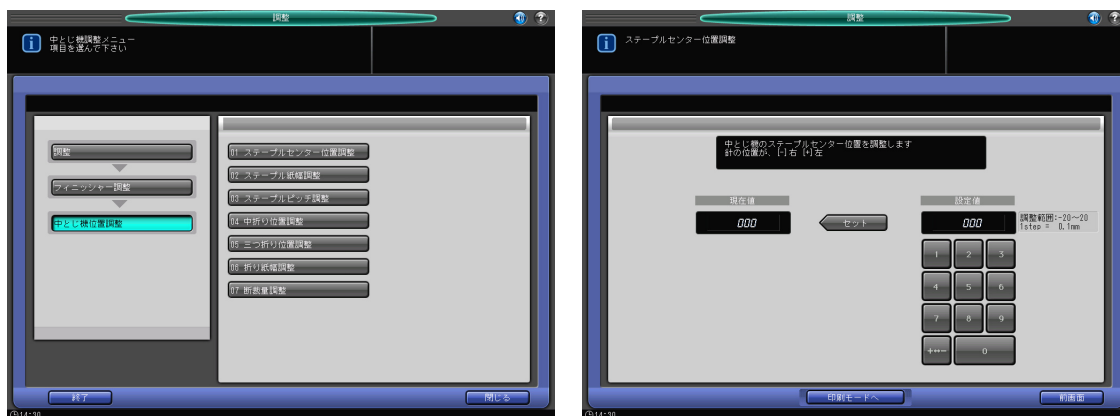 調整
中とじ機調整メニュー
項目を選んで下さい
調整
フィニッシャー調整
中とじ機位置調整
01 ステープルセンター位置調整
02 ステープル紙幅調整
03 ステープルピッチ調整
04 中折り位置調整
05 三つ折り位置調整
06 折り紙幅調整
07 断裁量調整
終了
閉じる
14:30
調整
ステープルセンター位置調整
中とじ機のステープルセンター位置を調整します
針の位置が、[-]右 [+]左
現在値
設定値
000
セット
000
調整範囲:-20～20
1step = 0.1mm
1 2 3
4 5 6
7 8 9
+↔- 0
印刷モードへ
前画面
14:30